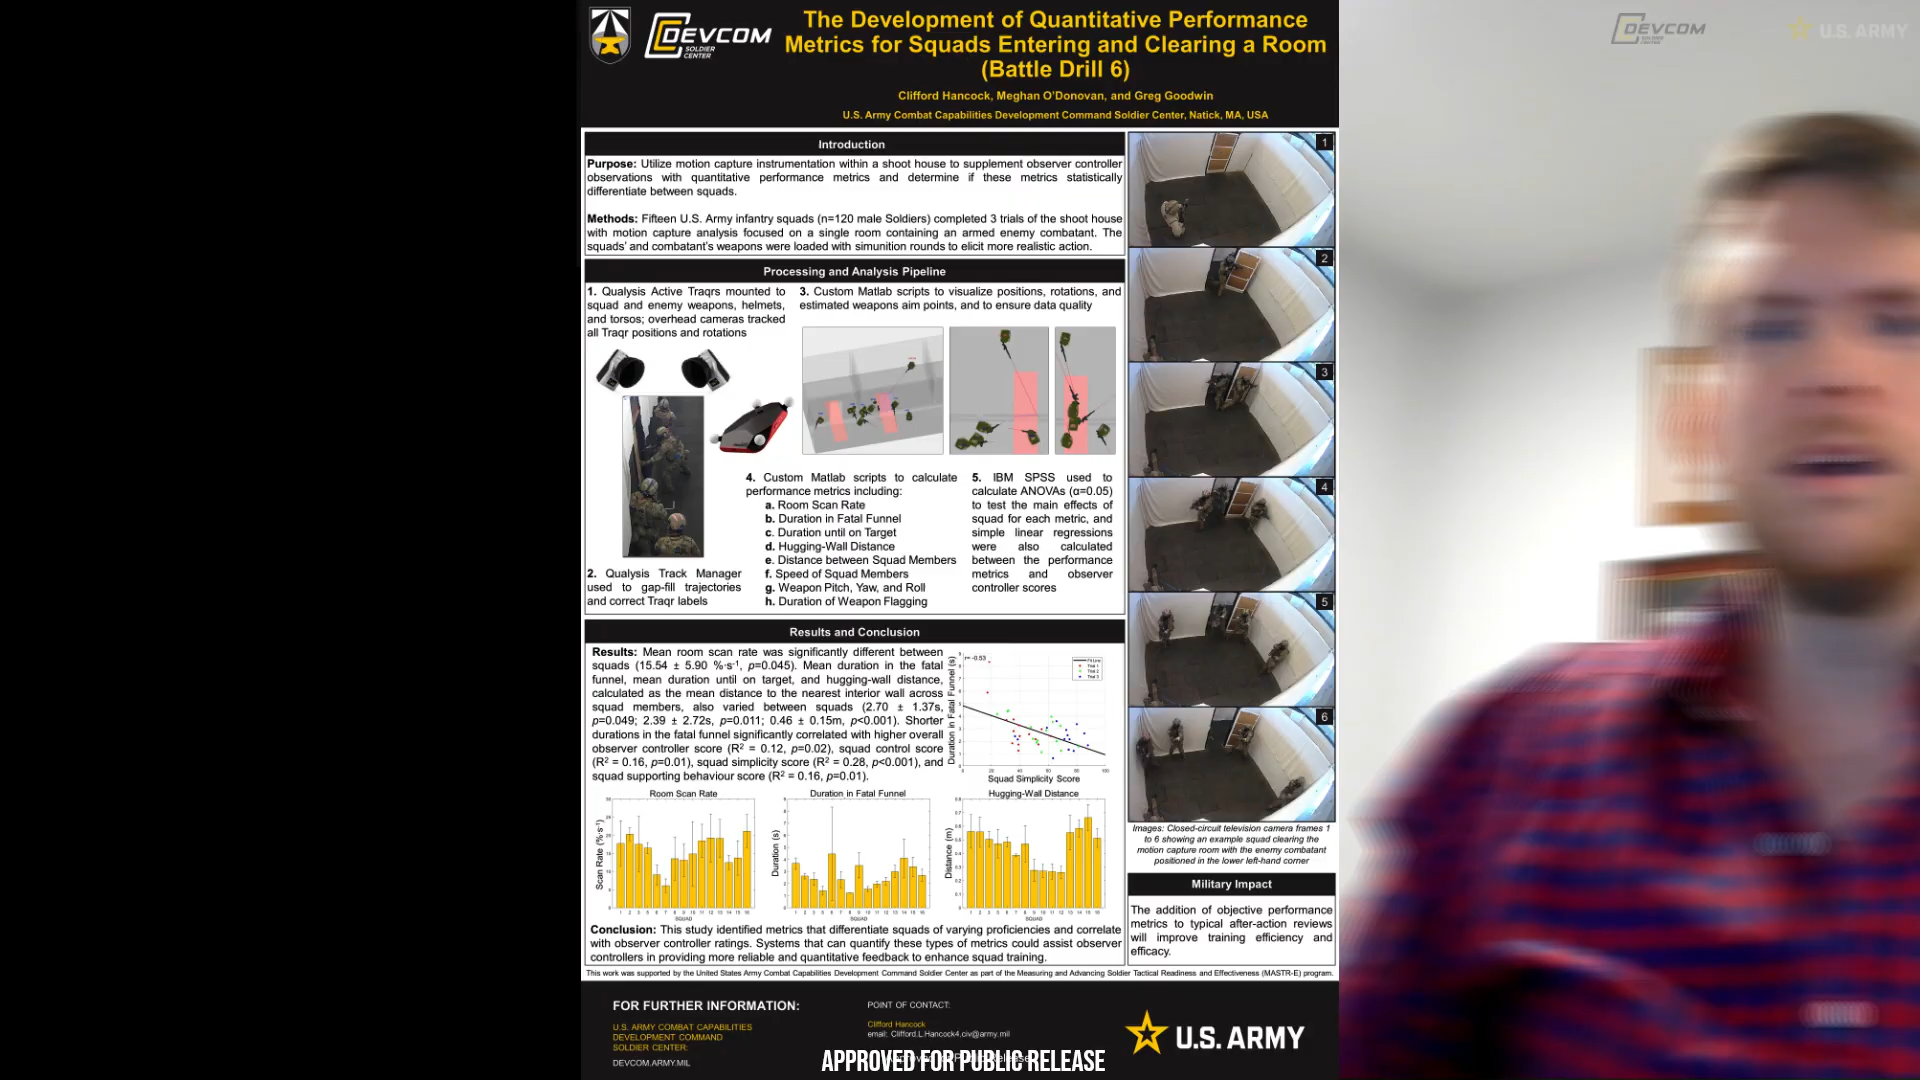 DEVCOM
SOLDIER
CENTER
The Development of Quantitative Performance
Metrics for Squads Entering and Clearing a Room
(Battle Drill 6)
Clifford Hancock, Meghan O'Donovan, and Greg Goodwin
U.S. Army Combat Capabilities Development Command Soldier Center, Natick, MA, USA
DEVCOM
U.S. ARMY
Introduction
Purpose: Utilize motion capture instrumentation within a shoot house to supplement observer controller
observations with quantitative performance metrics and determine if these metrics statistically
differentiate between squads.
Methods: Fifteen U.S. Army infantry squads (n=120 male Soldiers) completed 3 trials of the shoot house
with motion capture analysis focused on a single room containing an armed enemy combatant. The
squads' and combatant's weapons were loaded with simunition rounds to elicit more realistic action.
Processing and Analysis Pipeline
1. Qualysis Active Traqrs mounted to
squad and enemy weapons, helmets,
and torsos; overhead cameras tracked
all Traqr positions and rotations
2. Qualysis Track Manager
used to gap-fill trajectories
and correct Traqr labels
3. Custom Matlab scripts to visualize positions, rotations, and
estimated weapons aim points, and to ensure data quality
4. Custom Matlab scripts to calculate
performance metrics including:
a. Room Scan Rate
b. Duration in Fatal Funnel
c. Duration until on Target
d. Hugging-Wall Distance
e. Distance between Squad Members
f. Speed of Squad Members
g. Weapon Pitch, Yaw, and Roll
h. Duration of Weapon Flagging
5. IBM SPSS used to
calculate ANOVAs (α=0.05)
to test the main effects of
squad for each metric, and
simple linear regressions
were also calculated
between the performance
metrics and observer
controller scores
Results and Conclusion
Results: Mean room scan rate was significantly different between
squads (15.54 ± 5.90 %·s⁻¹, p=0.045). Mean duration in the fatal
funnel, mean duration until on target, and hugging-wall distance,
calculated as the mean distance to the nearest interior wall across
squad members, also varied between squads (2.70 ± 1.37s,
p=0.049; 2.39 ± 2.72s, p=0.011; 0.46 ± 0.15m, p<0.001). Shorter
durations in the fatal funnel significantly correlated with higher overall
observer controller score (R² = 0.12, p=0.02), squad control score
(R² = 0.16, p=0.01), squad simplicity score (R² = 0.28, p<0.001), and
squad supporting behaviour score (R² = 0.16, p=0.01).
r= -0.53
Fit Line
Trial 1
Trial 2
Trial 3
Duration in Fatal Funnel (s)
Squad Simplicity Score
Room Scan Rate
Scan Rate (%·s⁻¹)
SQUAD
Duration in Fatal Funnel
Duration (s)
SQUAD
Hugging-Wall Distance
Distance (m)
SQUAD
Conclusion: This study identified metrics that differentiate squads of varying proficiencies and correlate
with observer controller ratings. Systems that can quantify these types of metrics could assist observer
controllers in providing more reliable and quantitative feedback to enhance squad training.
1
2
3
4
5
6
Images: Closed-circuit television camera frames 1
to 6 showing an example squad clearing the
motion capture room with the enemy combatant
positioned in the lower left-hand corner
Military Impact
The addition of objective performance
metrics to typical after-action reviews
will improve training efficiency and
efficacy.
This work was supported by the United States Army Combat Capabilities Development Command Soldier Center as part of the Measuring and Advancing Soldier Tactical Readiness and Effectiveness (MASTR-E) program.
FOR FURTHER INFORMATION:
U.S. ARMY COMBAT CAPABILITIES
DEVELOPMENT COMMAND
SOLDIER CENTER:
DEVCOM.ARMY.MIL
POINT OF CONTACT:
Clifford Hancock
email: Clifford.L.Hancock4.civ@army.mil
U.S. ARMY
APPROVED FOR PUBLIC RELEASE